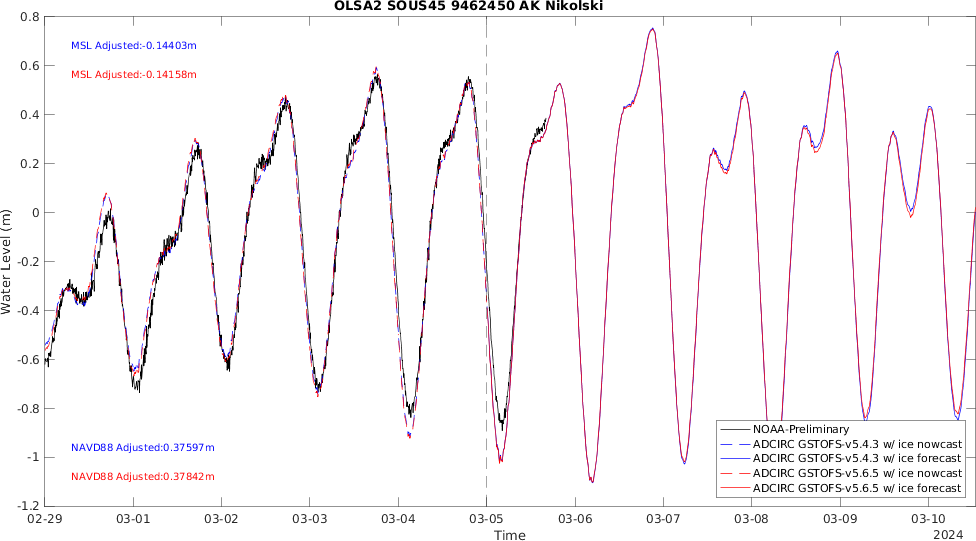 OLSA2 SOUS45 9462450 AK Nikolski
0.8
MSL Adjusted:-0.14403m
0.6
MSL Adjusted:-0.14158m
0.4
0.2
0
-0.2
-0.4
-0.6
-0.8
-1
-1.2
Water Level (m)
NAVD88 Adjusted:0.37597m
NAVD88 Adjusted:0.37842m
NOAA-Preliminary
ADCIRC GSTOFS-v5.4.3 w/ ice nowcast
ADCIRC GSTOFS-v5.4.3 w/ ice forecast
ADCIRC GSTOFS-v5.6.5 w/ ice nowcast
ADCIRC GSTOFS-v5.6.5 w/ ice forecast
02-29 03-01 03-02 03-03 03-04 03-05 03-06 03-07 03-08 03-09 03-10
Time
2024